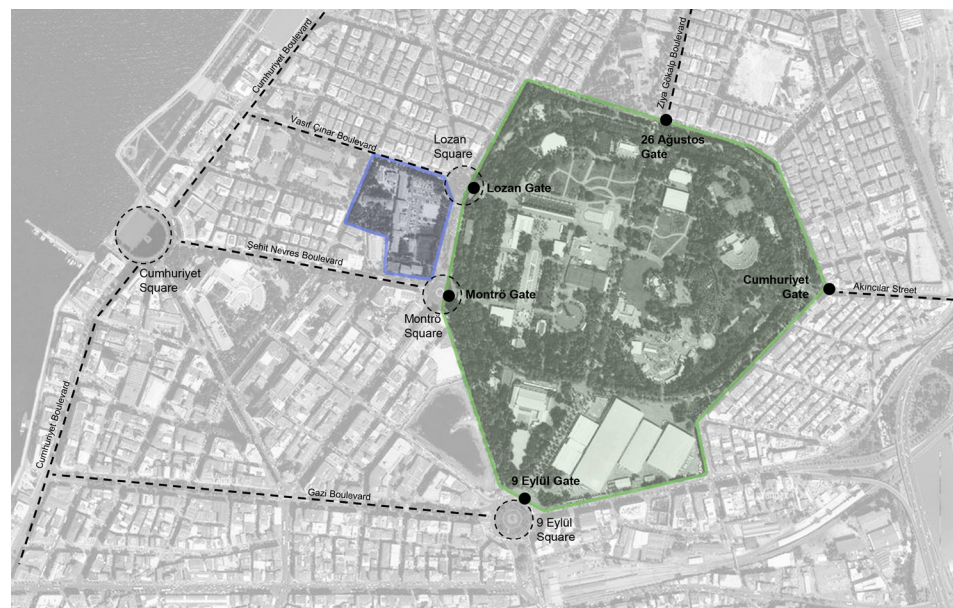 Cumhuriyet Boulevard
Ziya Gökalp Boulevard
Vasıf Çınar Boulevard
Lozan
Square
26 Ağustos
Gate
Lozan Gate
Şehit Nevres Boulevard
Cumhuriyet
Square
Cumhuriyet
Gate
Akıncılar Street
Montrö Gate
Montrö
Square
Cumhuriyet Boulevard
9 Eylül Gate
Gazi Boulevard
9 Eylül
Square